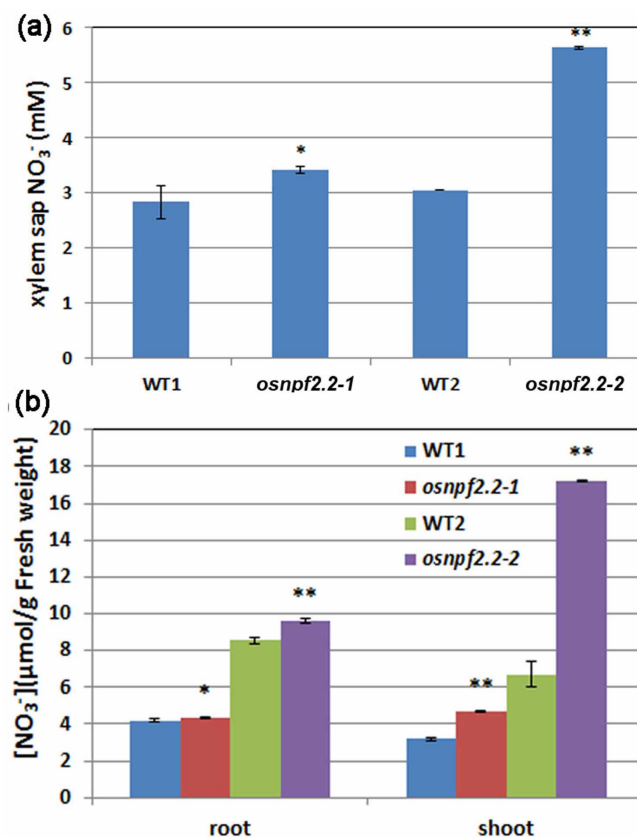 (a)
xylem sap NO₃⁻ (mM)
6
5
4
3
2
1
0
*
**
WT1 osnpf2.2-1 WT2 osnpf2.2-2
(b)
[NO₃⁻](μmol/g Fresh weight)
20
18
16
14
12
10
8
6
4
2
0
WT1
osnpf2.2-1
WT2
osnpf2.2-2
*
**
**
**
root shoot